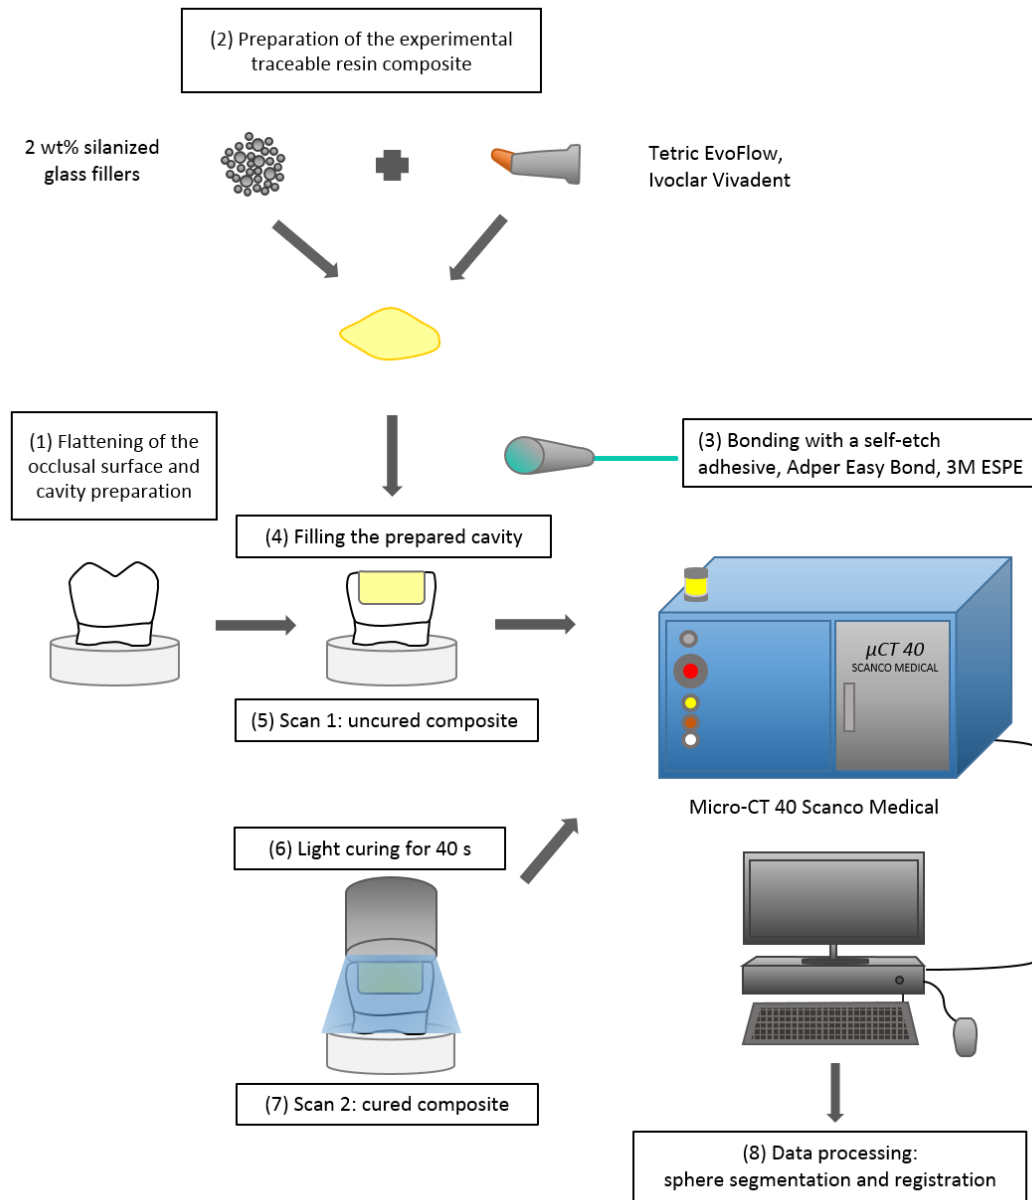 (2) Preparation of the experimental
traceable resin composite
2 wt% silanized
glass fillers
Tetric EvoFlow,
Ivoclar Vivadent
(1) Flattening of the
occlusal surface and
cavity preparation
(3) Bonding with a self-etch
adhesive, Adper Easy Bond, 3M ESPE
(4) Filling the prepared cavity
μCT 40
SCANCO MEDICAL
(5) Scan 1: uncured composite
Micro-CT 40 Scanco Medical
(6) Light curing for 40 s
(7) Scan 2: cured composite
(8) Data processing:
sphere segmentation and registration